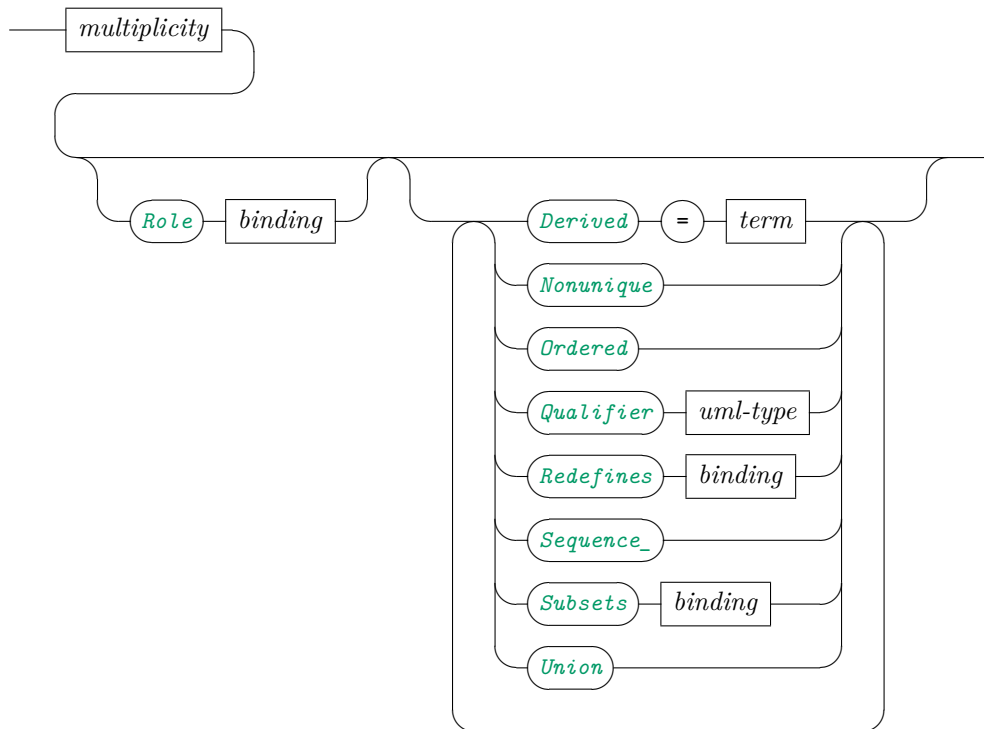 multiplicity
Role binding
Derived = term
Nonunique
Ordered
Qualifier uml-type
Redefines binding
Sequence_
Subsets binding
Union